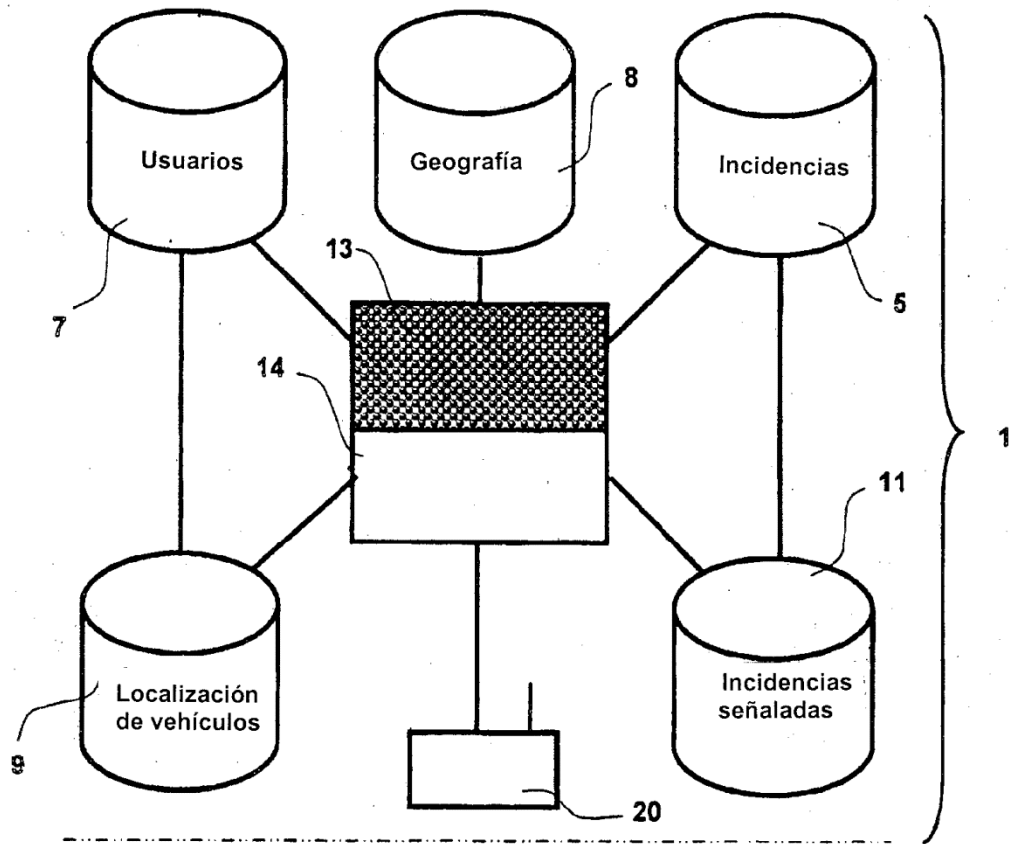 8
Usuarios
Geografía
Incidencias
13
7
5
14
1
11
Localización
de vehículos
Incidencias
señaladas
9
20